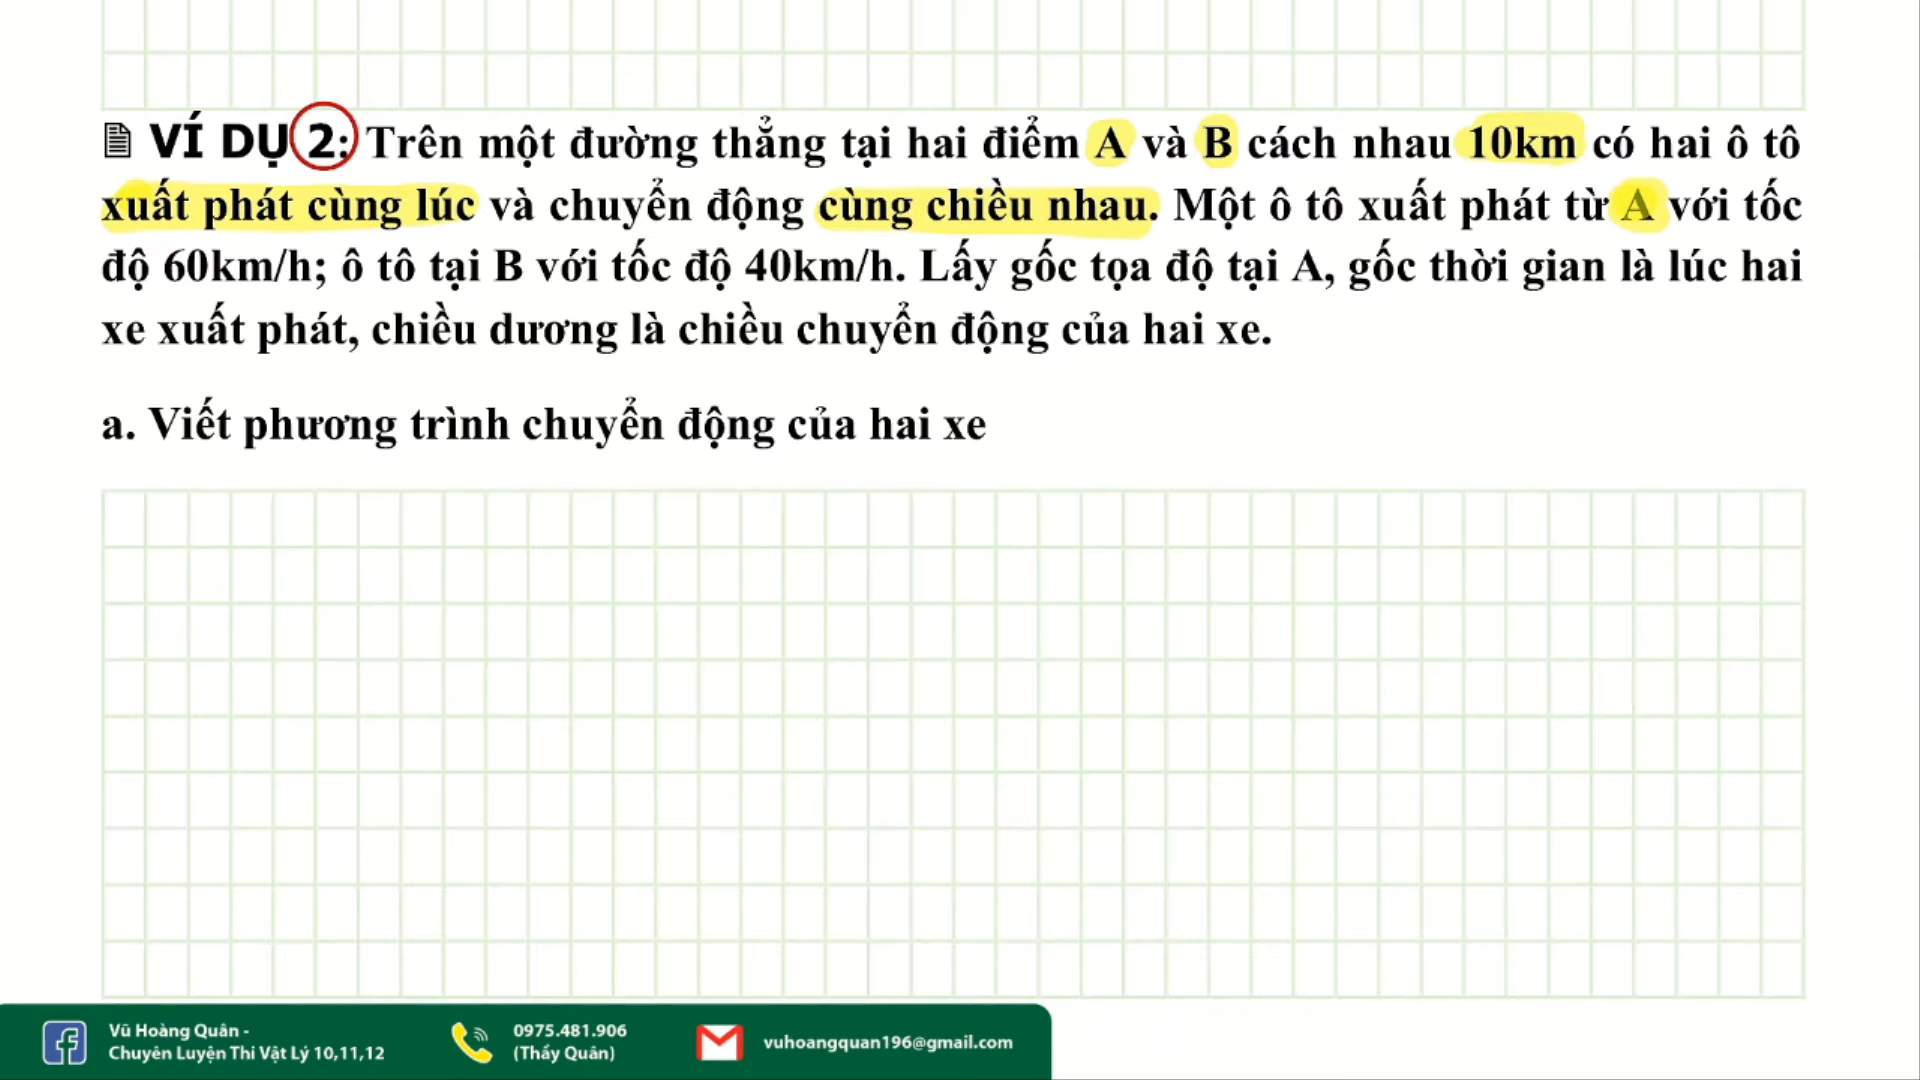 VÍ DỤ 2: Trên một đường thẳng tại hai điểm A và B cách nhau 10km có hai ô tô
xuất phát cùng lúc và chuyển động cùng chiều nhau. Một ô tô xuất phát từ A với tốc
độ 60km/h; ô tô tại B với tốc độ 40km/h. Lấy gốc tọa độ tại A, gốc thời gian là lúc hai
xe xuất phát, chiều dương là chiều chuyển động của hai xe.
a. Viết phương trình chuyển động của hai xe
Vũ Hoàng Quân -
Chuyên Luyện Thi Vật Lý 10,11,12
0975.481.906
(Thầy Quân)
vuhoangquan196@gmail.com